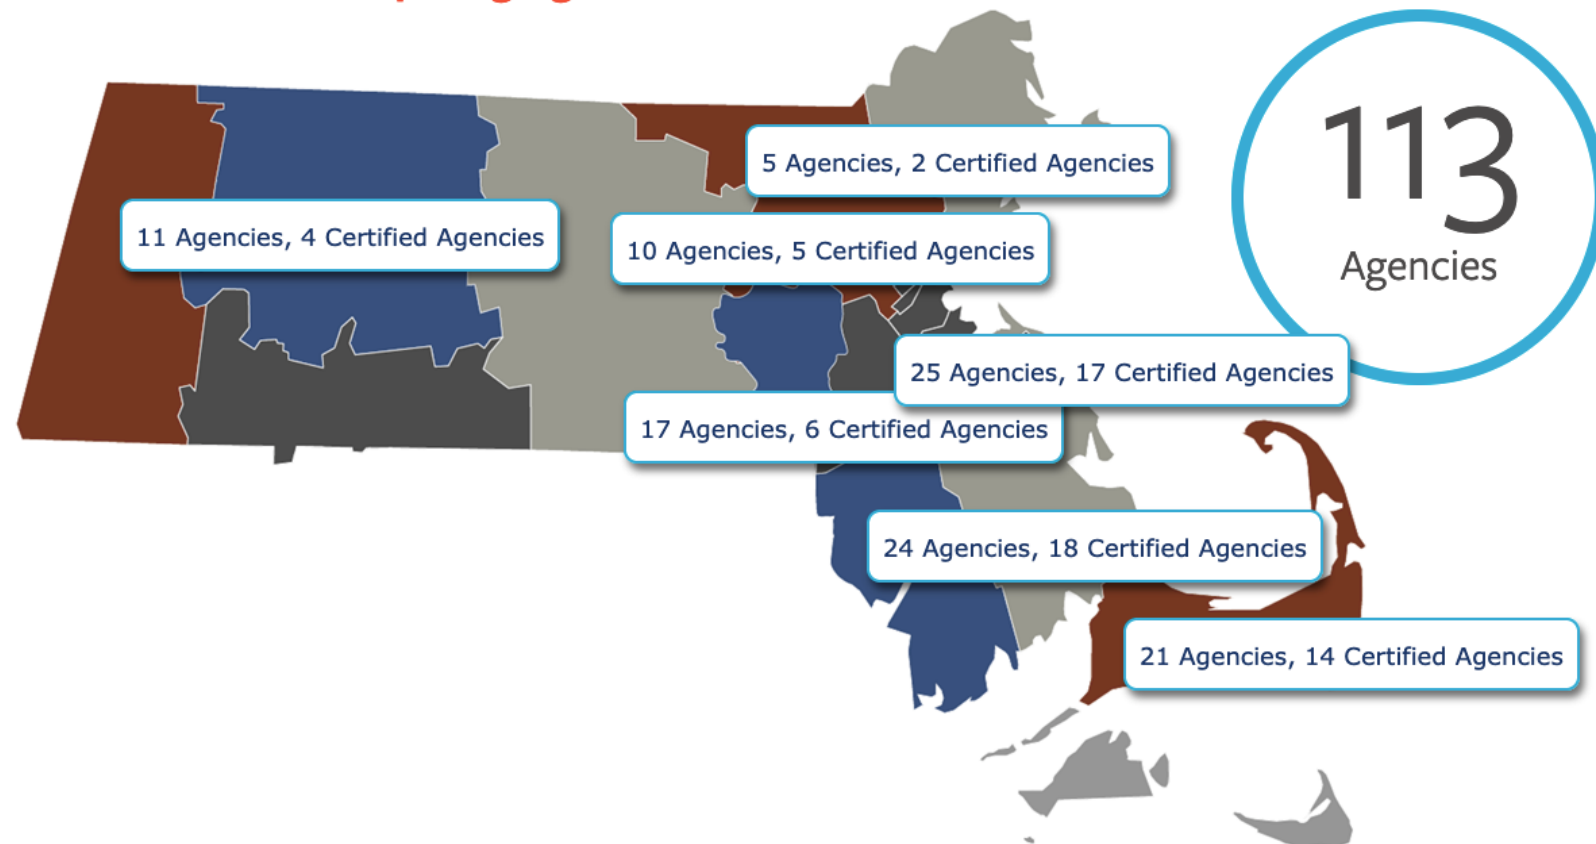 113
Agencies
5 Agencies, 2 Certified Agencies
11 Agencies, 4 Certified Agencies
10 Agencies, 5 Certified Agencies
25 Agencies, 17 Certified Agencies
17 Agencies, 6 Certified Agencies
24 Agencies, 18 Certified Agencies
21 Agencies, 14 Certified Agencies